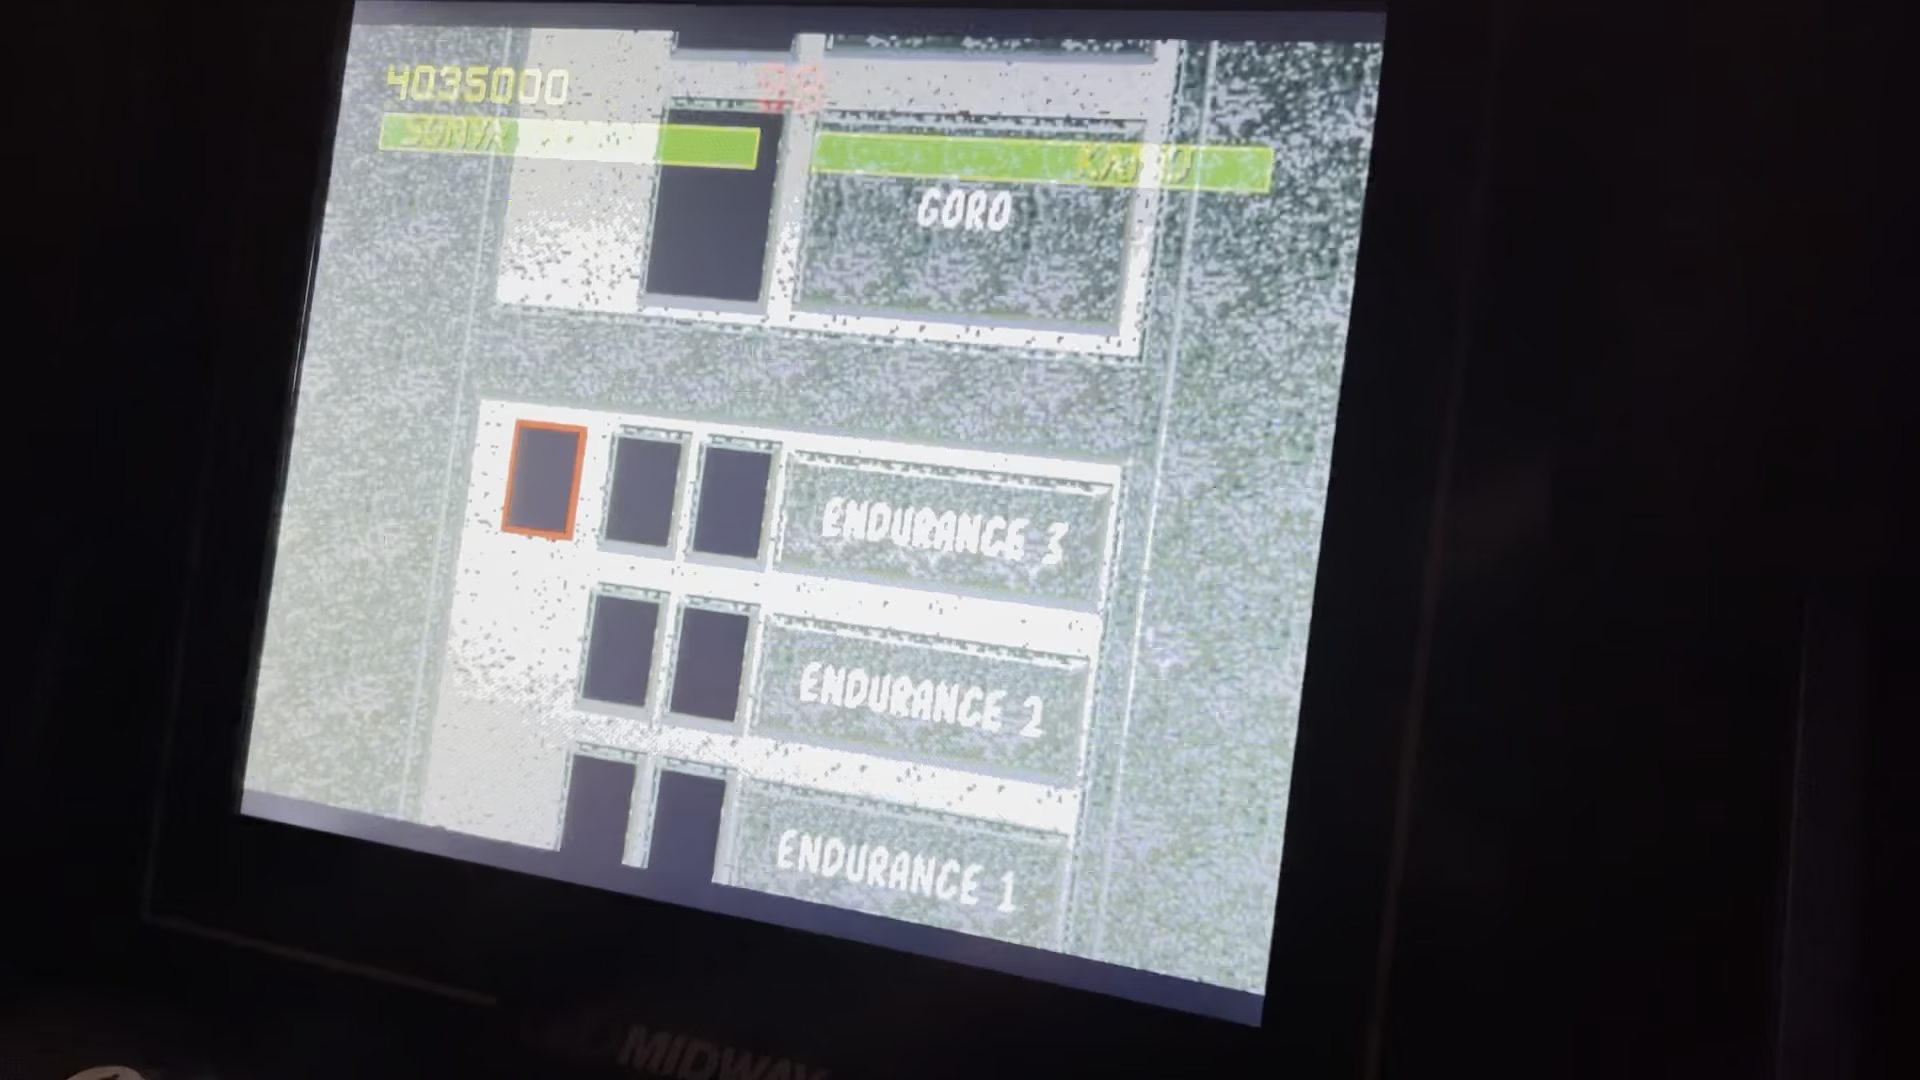 4035000
SONYA
GORO
ENDURANCE 3
ENDURANCE 2
ENDURANCE 1
MIDWAY